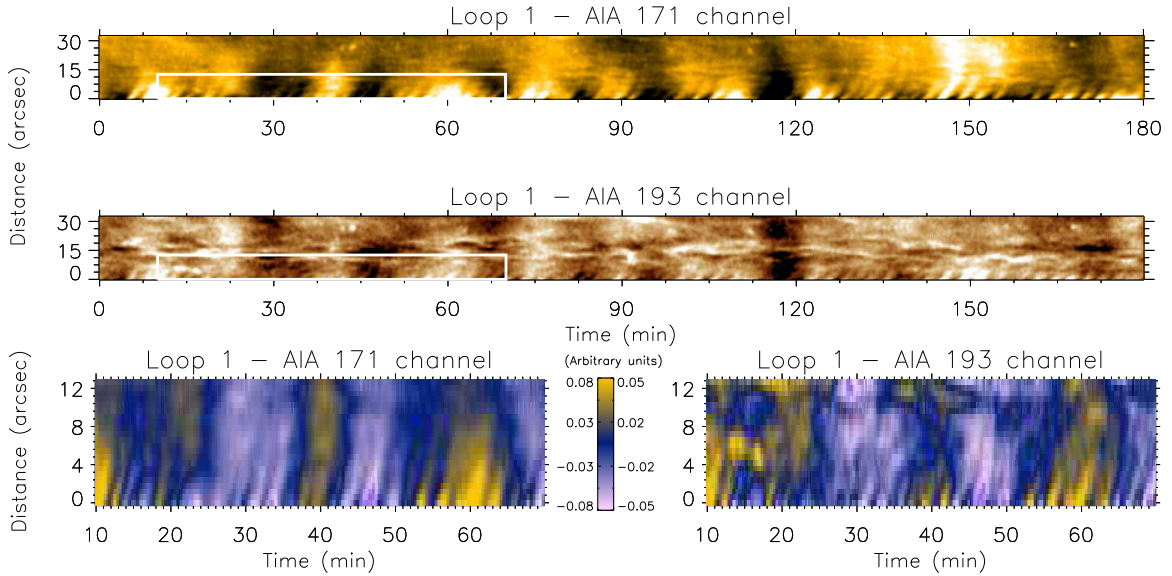 Loop 1 – AIA 171 channel
30
15
0
0 30 60 90 120 150 180
Distance (arcsec)
Loop 1 – AIA 193 channel
30
15
0
0 30 60 90 120 150
Time (min)
Loop 1 – AIA 171 channel
(Arbitrary units)
Loop 1 – AIA 193 channel
Distance (arcsec)
12
8
4
0
10 20 30 40 50 60
Time (min)
0.08 0.05
0.03 0.02
−0.03 −0.02
−0.08 −0.05
12
8
4
0
10 20 30 40 50 60
Time (min)